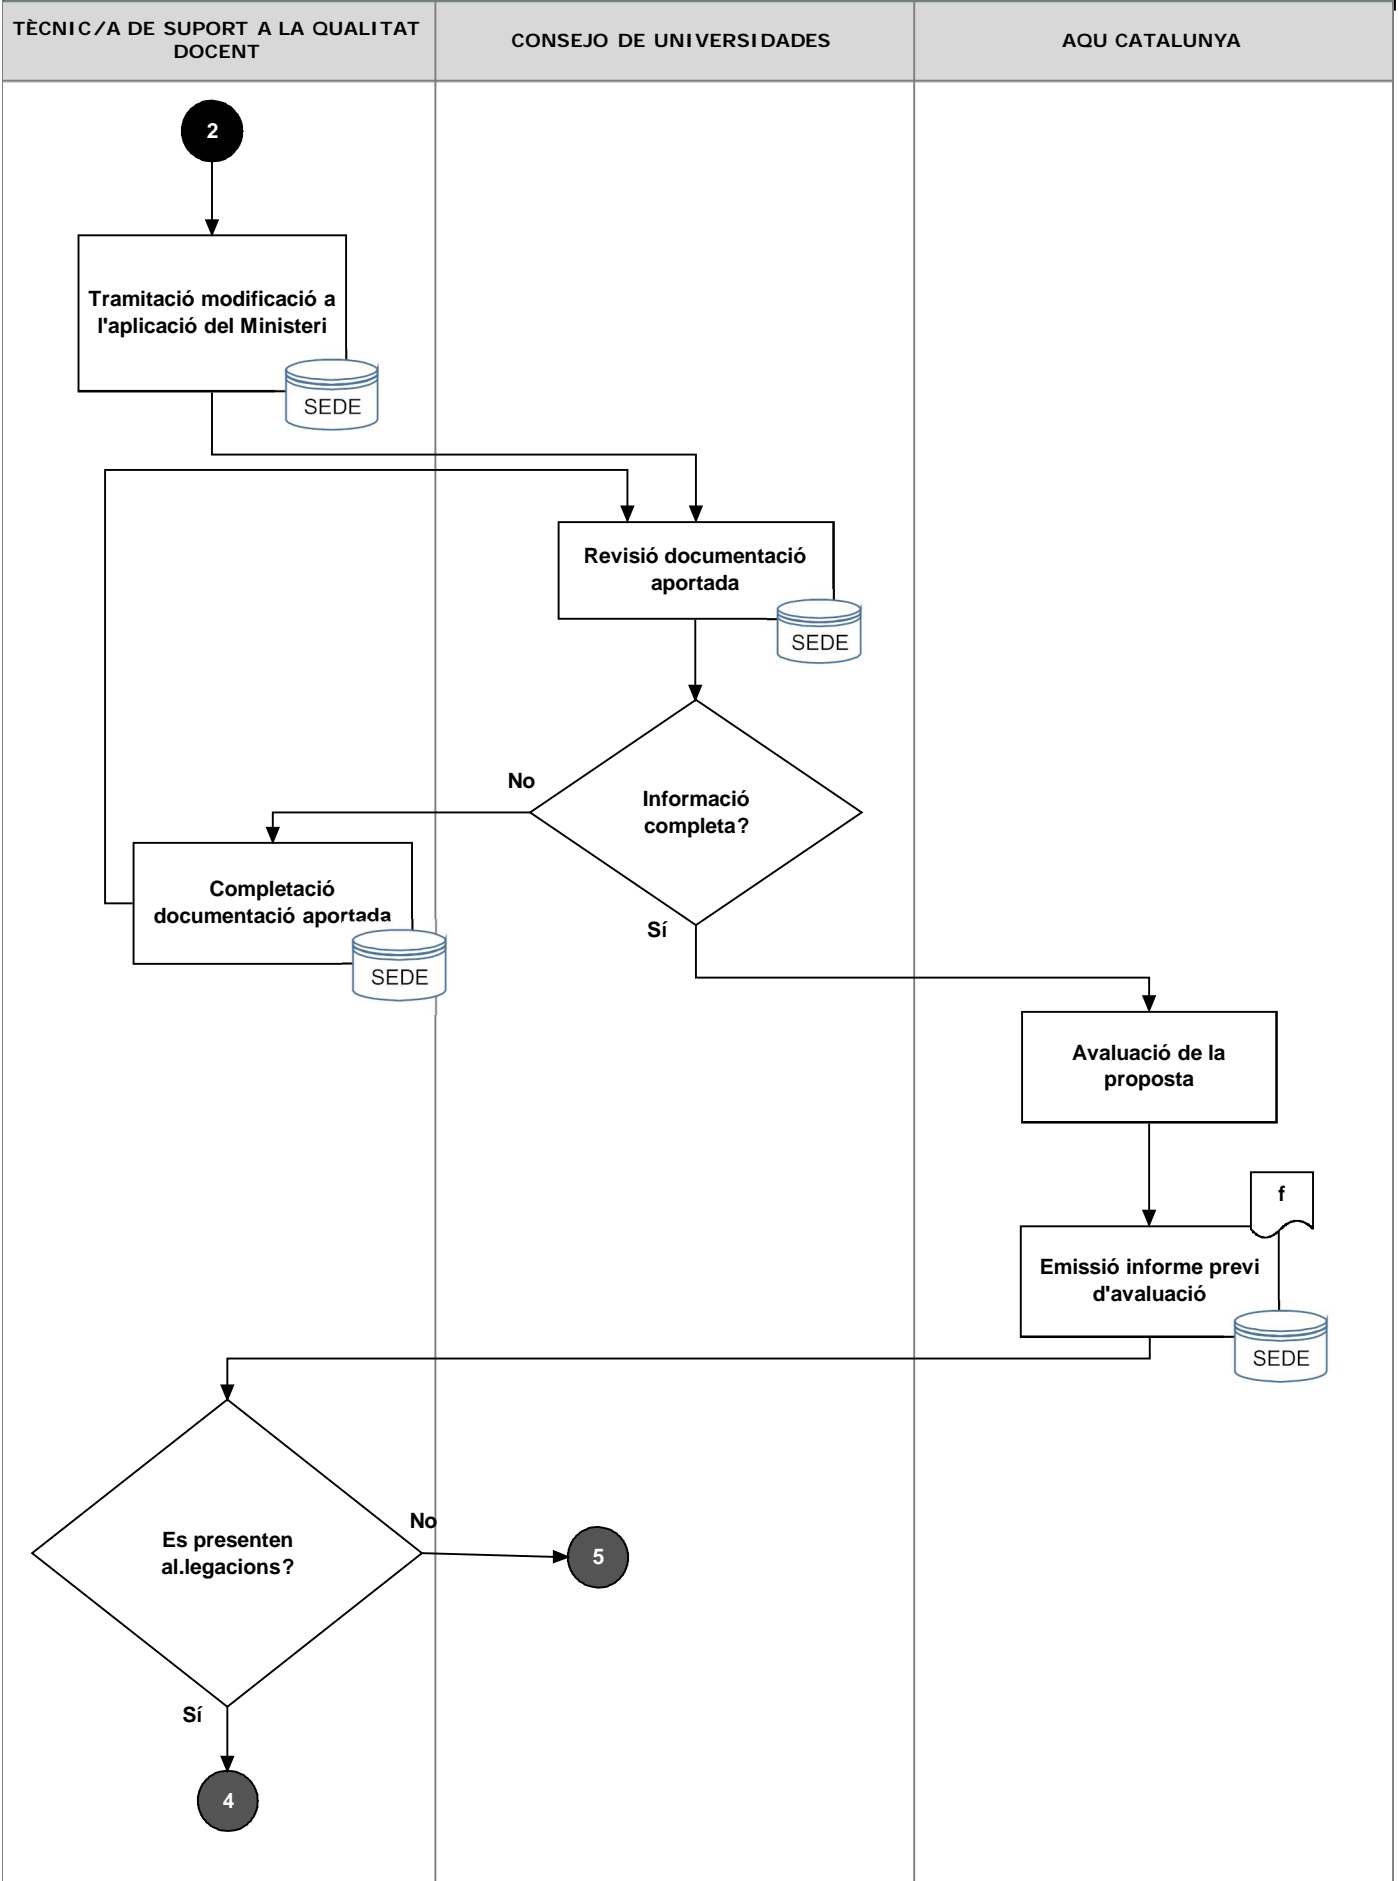 TÈCNIC/A DE SUPORT A LA QUALITAT
DOCENT
CONSEJO DE UNIVERSIDADES
AQU CATALUNYA
2
Tramitació modificació a
l'aplicació del Ministeri
SEDE
Revisió documentació
aportada
SEDE
No
Informació
completa?
Completació
documentació aportada
SEDE
Sí
Avaluació de la
proposta
f
Emissió informe previ
d'avaluació
SEDE
Es presenten
al.legacions?
No
5
Sí
4